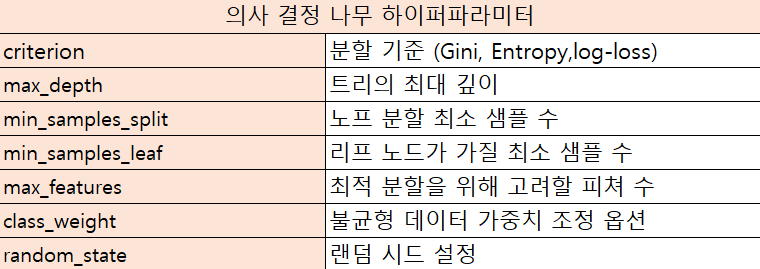 의사 결정 나무 하이퍼파라미터
criterion 분할 기준 (Gini, Entropy,log-loss)
max_depth 트리의 최대 깊이
min_samples_split 노프 분할 최소 샘플 수
min_samples_leaf 리프 노드가 가질 최소 샘플 수
max_features 최적 분할을 위해 고려할 피쳐 수
class_weight 불균형 데이터 가중치 조정 옵션
random_state 랜덤 시드 설정